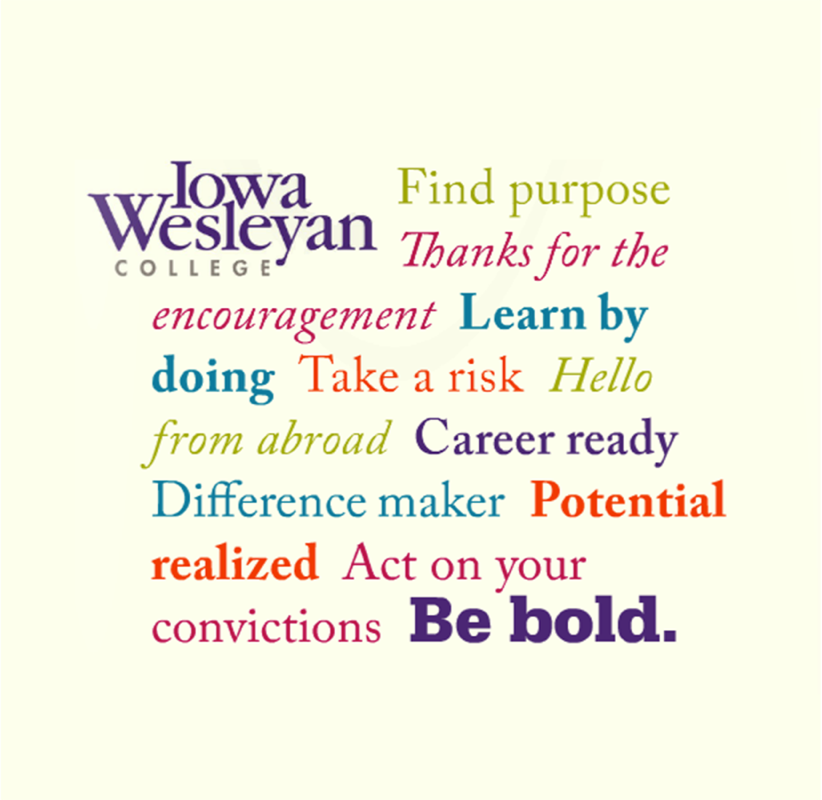 Iowa
Wesleyan
COLLEGE
Find purpose
Thanks for the
encouragement Learn by
doing Take a risk Hello
from abroad Career ready
Difference maker Potential
realized Act on your
convictions Be bold.